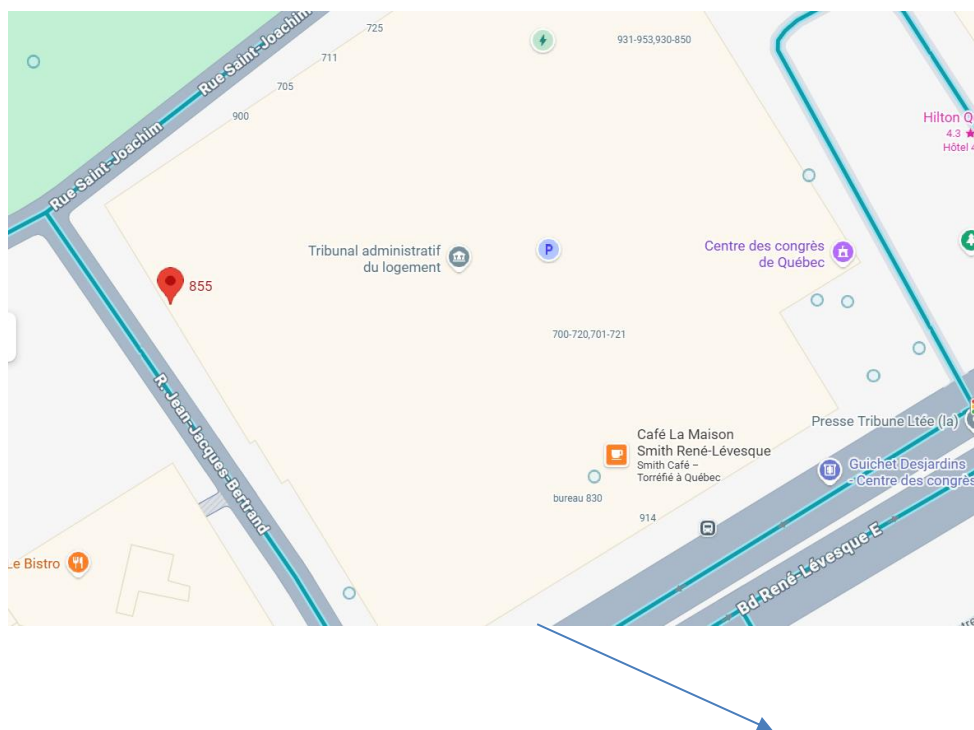 725
Rue Saint-Joachim
711
705
900
Rue Saint-Joachim
931-953,930-850
Hilton Q
4.3 ★
Hôtel 4
Tribunal administratif
du logement
P
Centre des congrès
de Québec
855
700-720,701-721
R. Jean-Jacques-Bertrand
Café La Maison
Smith René-Lévesque
Smith Café –
Torréfié à Québec
bureau 830
914
Presse Tribune Ltée (la)
Guichet Desjardins
- Centre des congrès
Le Bistro
Bd René-Lévesque E